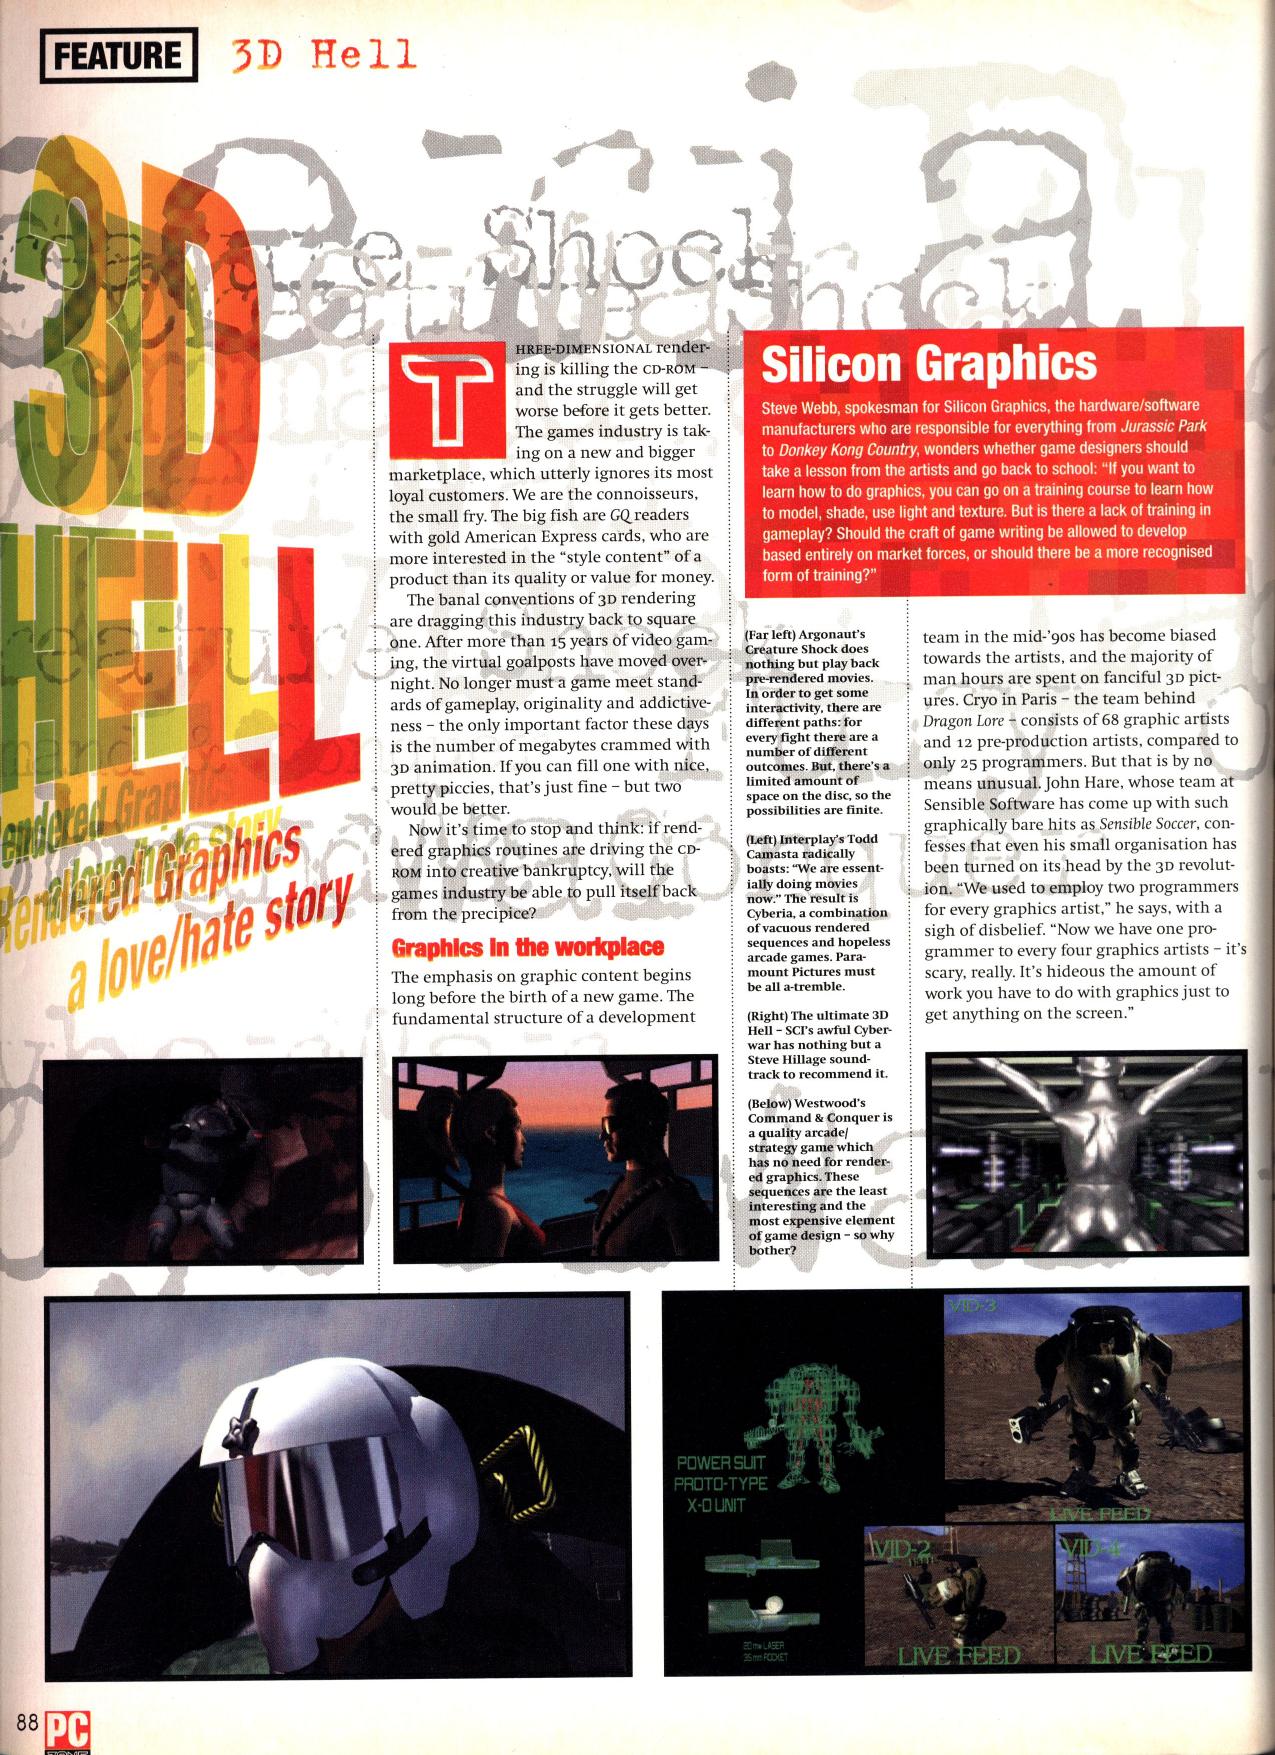 FEATURE
3D Hell
3D
HELL
Rendered Graphics
a love/hate story
THREE-DIMENSIONAL render-
ing is killing the CD-ROM –
and the struggle will get
worse before it gets better.
The games industry is tak-
ing on a new and bigger
marketplace, which utterly ignores its most
loyal customers. We are the connoisseurs,
the small fry. The big fish are GQ readers
with gold American Express cards, who are
more interested in the “style content” of a
product than its quality or value for money.
The banal conventions of 3D rendering
are dragging this industry back to square
one. After more than 15 years of video gam-
ing, the virtual goalposts have moved over-
night. No longer must a game meet stand-
ards of gameplay, originality and addictive-
ness – the only important factor these days
is the number of megabytes crammed with
3D animation. If you can fill one with nice,
pretty piccies, that's just fine – but two
would be better.
Now it's time to stop and think: if rend-
ered graphics routines are driving the CD-
ROM into creative bankruptcy, will the
games industry be able to pull itself back
from the precipice?
Graphics in the workplace
The emphasis on graphic content begins
long before the birth of a new game. The
fundamental structure of a development
Silicon Graphics
Steve Webb, spokesman for Silicon Graphics, the hardware/software
manufacturers who are responsible for everything from Jurassic Park
to Donkey Kong Country, wonders whether game designers should
take a lesson from the artists and go back to school: “If you want to
learn how to do graphics, you can go on a training course to learn how
to model, shade, use light and texture. But is there a lack of training in
gameplay? Should the craft of game writing be allowed to develop
based entirely on market forces, or should there be a more recognised
form of training?”
(Far left) Argonaut's
Creature Shock does
nothing but play back
pre-rendered movies.
In order to get some
interactivity, there are
different paths: for
every fight there are a
number of different
outcomes. But, there's a
limited amount of
space on the disc, so the
possibilities are finite.
(Left) Interplay's Todd
Camasta radically
boasts: “We are essent-
ially doing movies
now.” The result is
Cyberia, a combination
of vacuous rendered
sequences and hopeless
arcade games. Para-
mount Pictures must
be all a-tremble.
(Right) The ultimate 3D
Hell – SCI's awful Cyber-
war has nothing but a
Steve Hillage sound-
track to recommend it.
(Below) Westwood's
Command & Conquer is
a quality arcade/
strategy game which
has no need for render-
ed graphics. These
sequences are the least
interesting and the
most expensive element
of game design – so why
bother?
team in the mid-'90s has become biased
towards the artists, and the majority of
man hours are spent on fanciful 3D pict-
ures. Cryo in Paris – the team behind
Dragon Lore – consists of 68 graphic artists
and 12 pre-production artists, compared to
only 25 programmers. But that is by no
means unusual. John Hare, whose team at
Sensible Software has come up with such
graphically bare hits as Sensible Soccer, con-
fesses that even his small organisation has
been turned on its head by the 3D revolut-
ion. “We used to employ two programmers
for every graphics artist,” he says, with a
sigh of disbelief. “Now we have one pro-
grammer to every four graphics artists – it's
scary, really. It's hideous the amount of
work you have to do with graphics just to
get anything on the screen.”
POWER SUIT
PROTO-TYPE
X-O UNIT
20 mw LASER
35 mm POCKET
VID-3
LIVE FEED
VID-2
LIVE FEED
VID-4
LIVE FEED
88
PC
ZONE